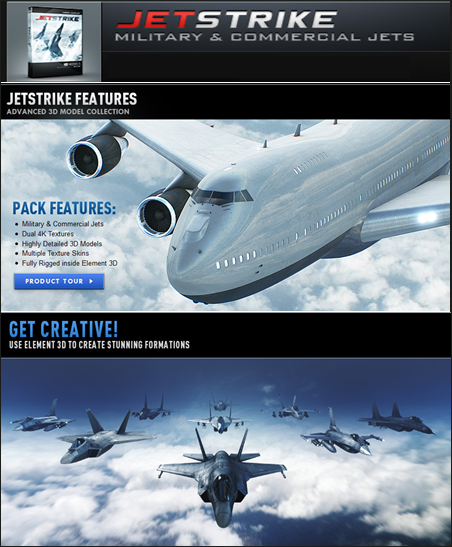 JETSTRIKE
JETSTRIKE
MILITARY & COMMERCIAL JETS
JETSTRIKE FEATURES
ADVANCED 3D MODEL COLLECTION
PACK FEATURES:
Military & Commercial Jets
Dual 4K Textures
Highly Detailed 3D Models
Multiple Texture Skins
Fully Rigged inside Element 3D
PRODUCT TOUR
GET CREATIVE!
USE ELEMENT 3D TO CREATE STUNNING FORMATIONS